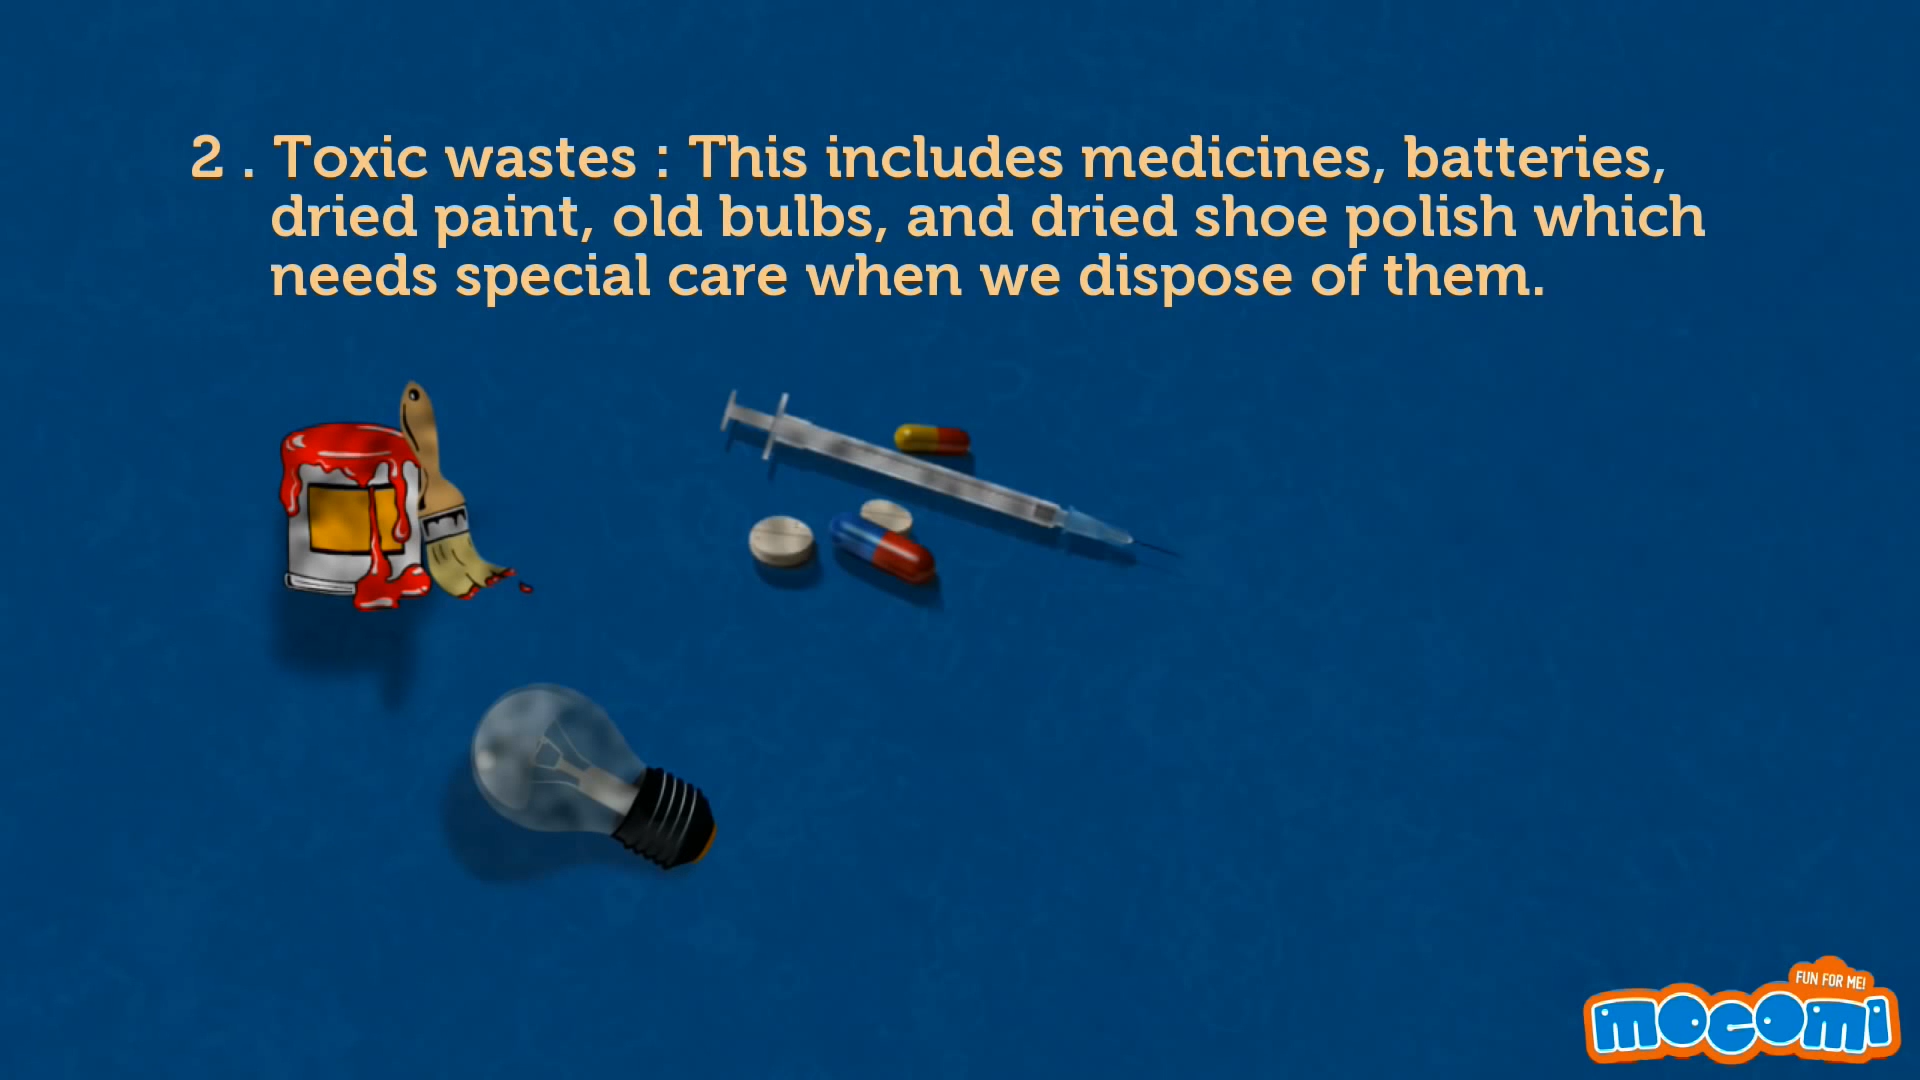 2 . Toxic wastes : This includes medicines, batteries,
dried paint, old bulbs, and dried shoe polish which
needs special care when we dispose of them.
FUN FOR ME!
mocomi